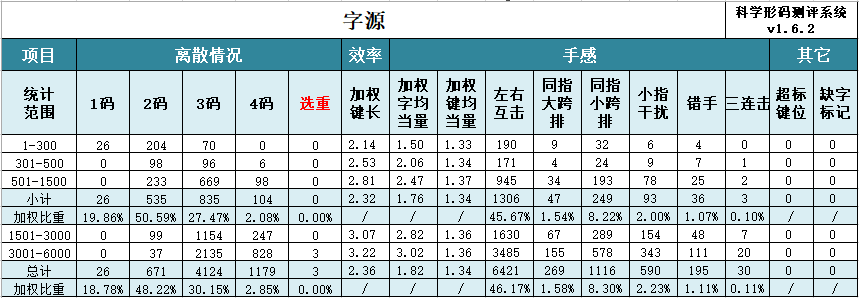 字源 科学形码测评系统
v1.6.2
项目 离散情况 效率 手感 其它
统计范围 1码 2码 3码 4码 选重 加权键长 加权字均当量 加权键均当量 左右互击 同指大跨排 同指小跨排 小指干扰 错手 三连击 超标键位 缺字标记
1-300 26 204 70 0 0 2.14 1.50 1.33 190 9 32 6 4 0 0 0
301-500 0 98 96 6 0 2.53 2.06 1.34 171 4 24 9 7 1 0 0
501-1500 0 233 669 98 0 2.81 2.47 1.37 945 34 193 78 25 2 0 0
小计 26 535 835 104 0 2.32 1.76 1.34 1306 47 249 93 36 3 0 0
加权比重 19.86% 50.59% 27.47% 2.08% 0.00% / / / 45.67% 1.54% 8.22% 2.00% 1.07% 0.10% / /
1501-3000 0 99 1154 247 0 3.07 2.82 1.36 1630 67 289 154 48 7 0 0
3001-6000 0 37 2135 828 3 3.22 3.02 1.36 3485 155 578 343 111 20 0 0
总计 26 671 4124 1179 3 2.36 1.82 1.34 6421 269 1116 590 195 30 0 0
加权比重 18.78% 48.22% 30.15% 2.85% 0.00% / / / 46.17% 1.58% 8.30% 2.23% 1.11% 0.11% / /